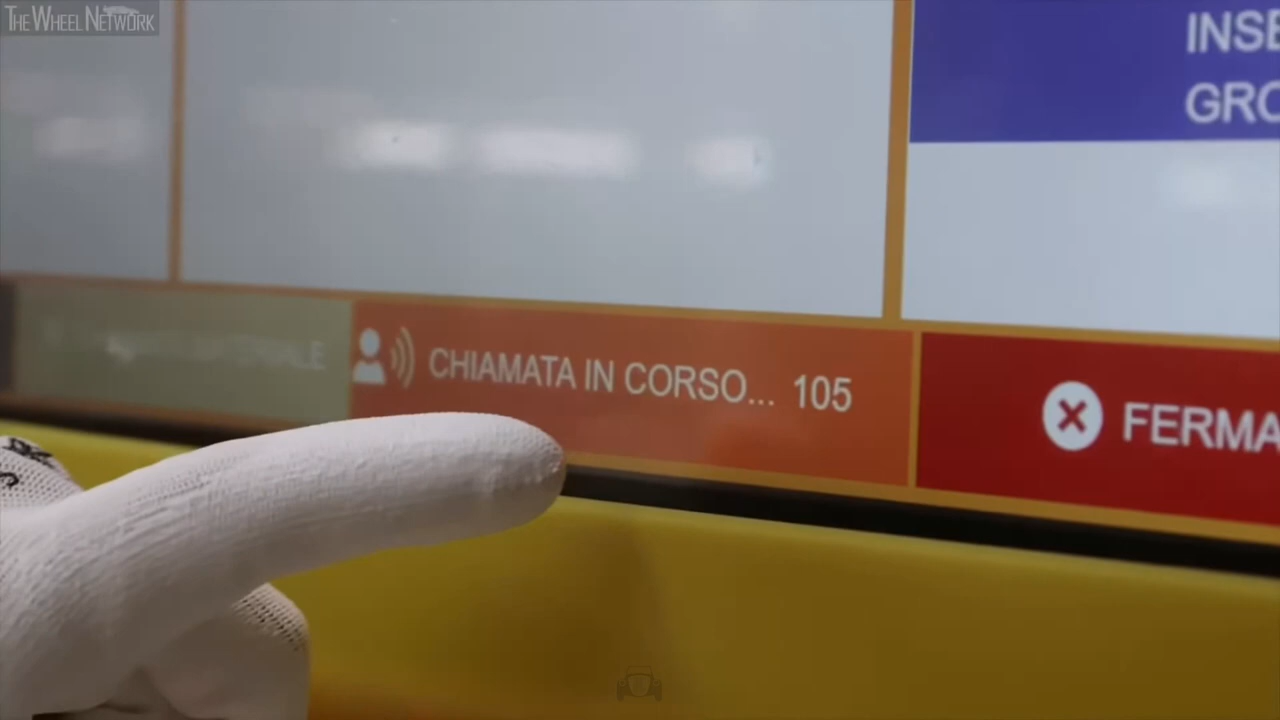 THEWHEELNETWORK
INSE
GRO
CHIAMATA IN CORSO... 105
FERMA